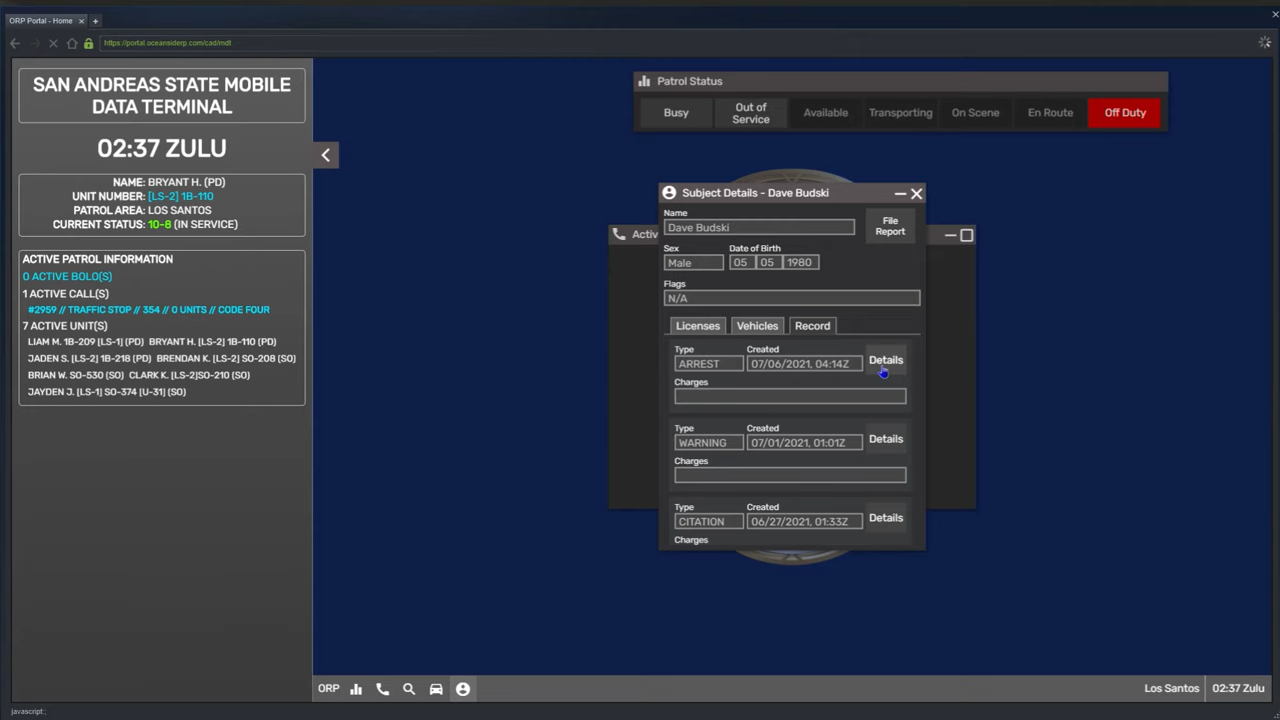 ORP Portal - Home
https://portal.oceansiderp.com/cad/mdt
SAN ANDREAS STATE MOBILE
DATA TERMINAL
02:37 ZULU
NAME: BRYANT H. (PD)
UNIT NUMBER: [LS-2] 1B-110
PATROL AREA: LOS SANTOS
CURRENT STATUS: 10-8 (IN SERVICE)
ACTIVE PATROL INFORMATION
0 ACTIVE BOLO(S)
1 ACTIVE CALL(S)
#2959 // TRAFFIC STOP // 354 // 0 UNITS // CODE FOUR
7 ACTIVE UNIT(S)
LIAM M. 1B-209 [LS-1] (PD) BRYANT H. [LS-2] 1B-110 (PD)
JADEN S. [LS-2] 1B-218 (PD) BRENDAN K. [LS-2] SO-208 (SO)
BRIAN W. SO-530 (SO) CLARK K. [LS-2]SO-210 (SO)
JAYDEN J. [LS-1] SO-374 [U-31] (SO)
Patrol Status
Busy
Out of
Service
Available
Transporting
On Scene
En Route
Off Duty
Activ
Subject Details - Dave Budski
Name
Dave Budski
File
Report
Sex
Date of Birth
Male
05 05 1980
Flags
N/A
Licenses
Vehicles
Record
Type
Created
ARREST
07/06/2021, 04:14Z
Details
Charges
Type
Created
WARNING
07/01/2021, 01:01Z
Details
Charges
Type
Created
CITATION
06/27/2021, 01:33Z
Details
Charges
ORP
Los Santos
02:37 Zulu
javascript:;